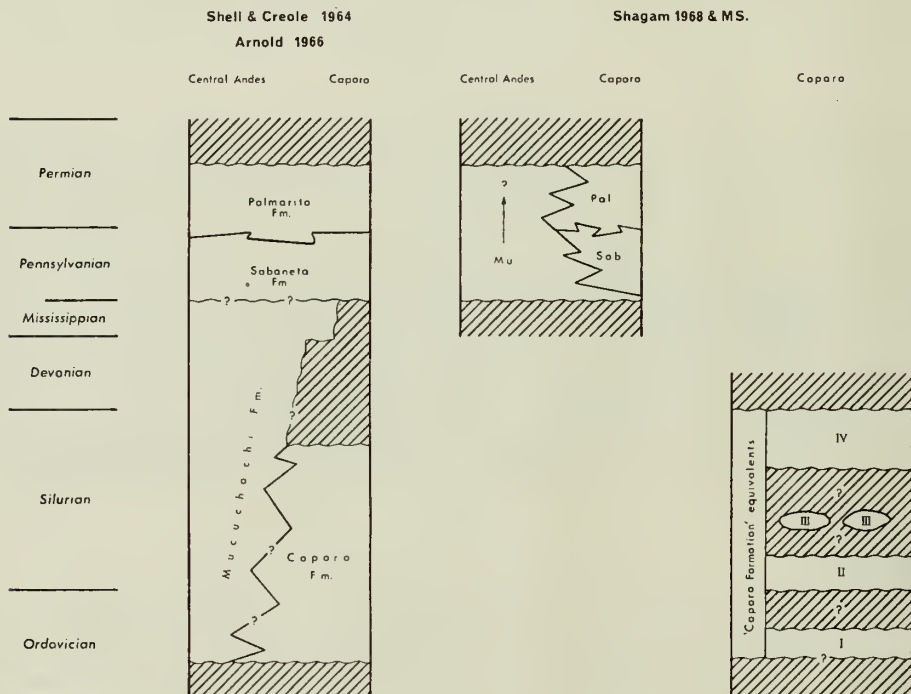 Shell & Creole 1964
Arnold 1966
Shagam 1968 & MS.
Central Andes
Caparo
Central Andes
Caparo
Caparo
Permian
Pennsylvanian
Mississippian
Devonian
Silurian
Ordovician
Palmarito
Fm.
Sabaneta
Fm
? ?
Mucuchachi Fm.
?
?
?
Caparo
Fm.
?
Mu
Pal
Sab
'Caparo Formation' equivalents
IV
?
III
III
?
II
?
I
?